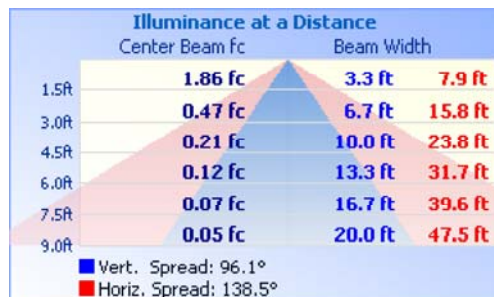 Illuminance at a Distance
Center Beam fc Beam Width
1.5ft 1.86 fc 3.3 ft 7.9 ft
3.0ft 0.47 fc 6.7 ft 15.8 ft
4.5ft 0.21 fc 10.0 ft 23.8 ft
6.0ft 0.12 fc 13.3 ft 31.7 ft
7.5ft 0.07 fc 16.7 ft 39.6 ft
9.0ft 0.05 fc 20.0 ft 47.5 ft
Vert. Spread: 96.1°
Horiz. Spread: 138.5°